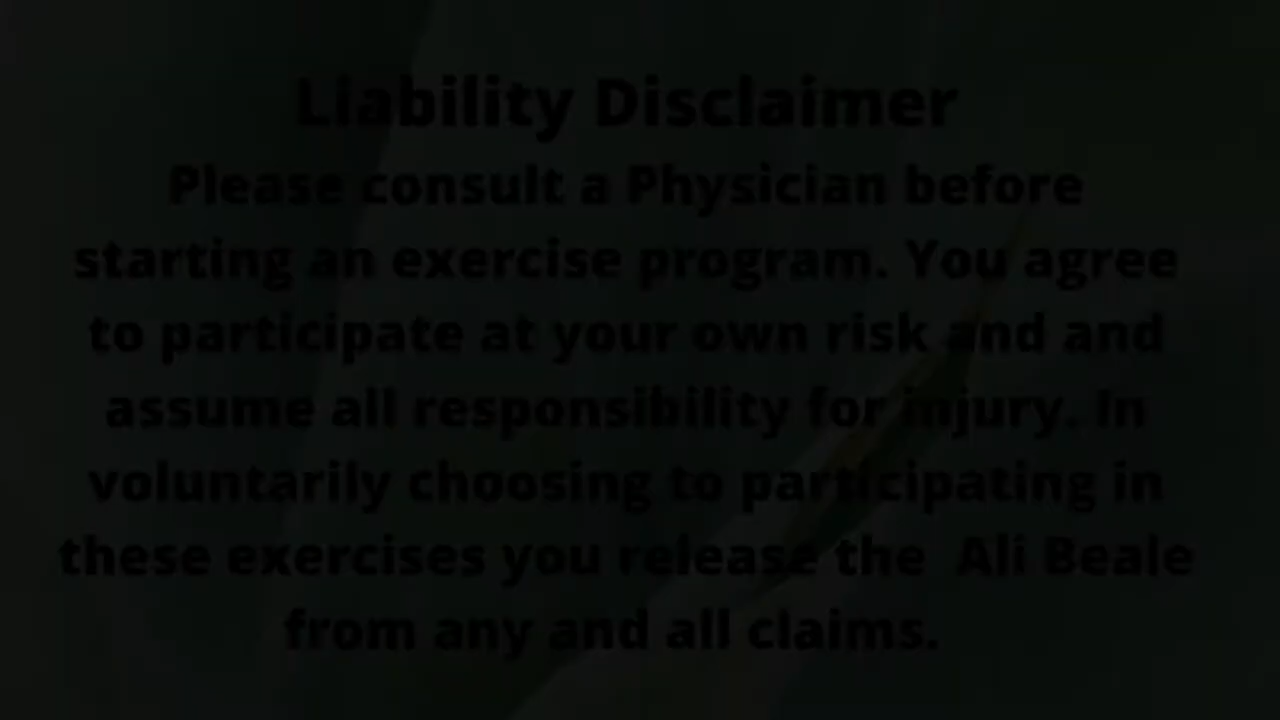 Liability Disclaimer
Please consult a Physician before
starting an exercise program. You agree
to participate at your own risk and and
assume all responsibility for injury. In
voluntarily choosing to participating in
these exercises you release the Ali Beale
from any and all claims.